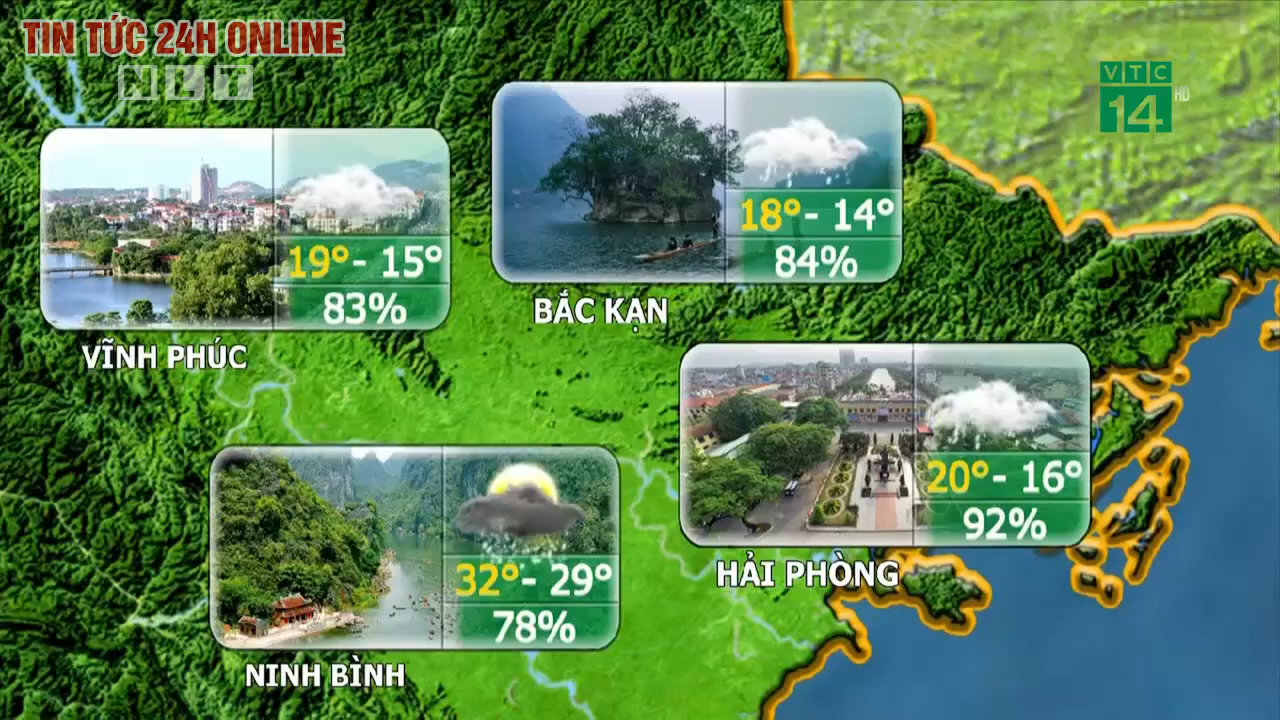 TIN TỨC 24H ONLINE
NLT
VTC
14
HD
18°- 14°
84%
BẮC KẠN
19°- 15°
83%
VĨNH PHÚC
20°- 16°
92%
HẢI PHÒNG
32°- 29°
78%
NINH BÌNH